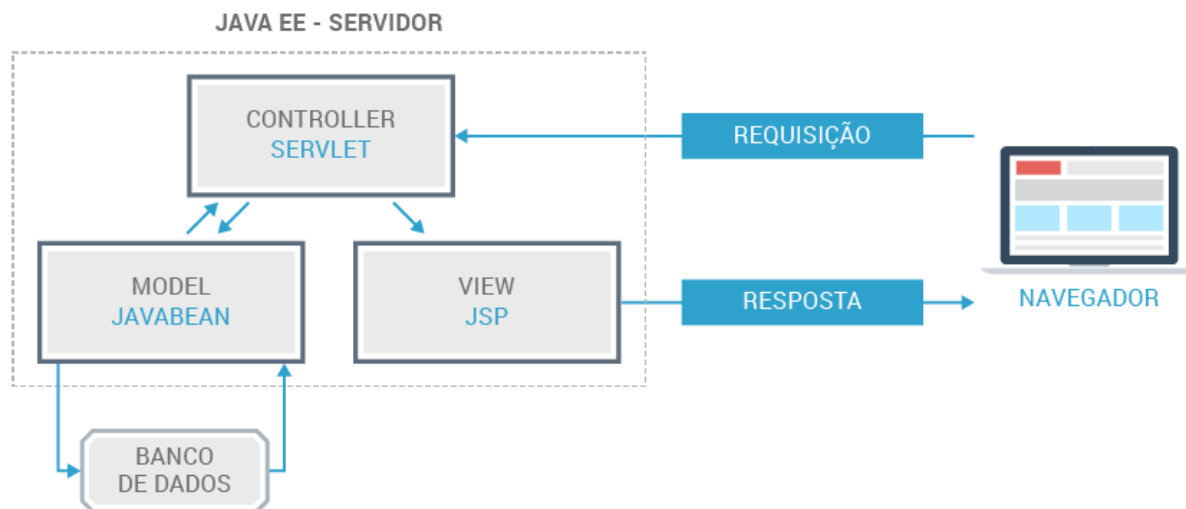 JAVA EE - SERVIDOR
CONTROLLER
SERVLET
REQUISIÇÃO
MODEL
JAVABEAN
VIEW
JSP
RESPOSTA
NAVEGADOR
BANCO
DE DADOS